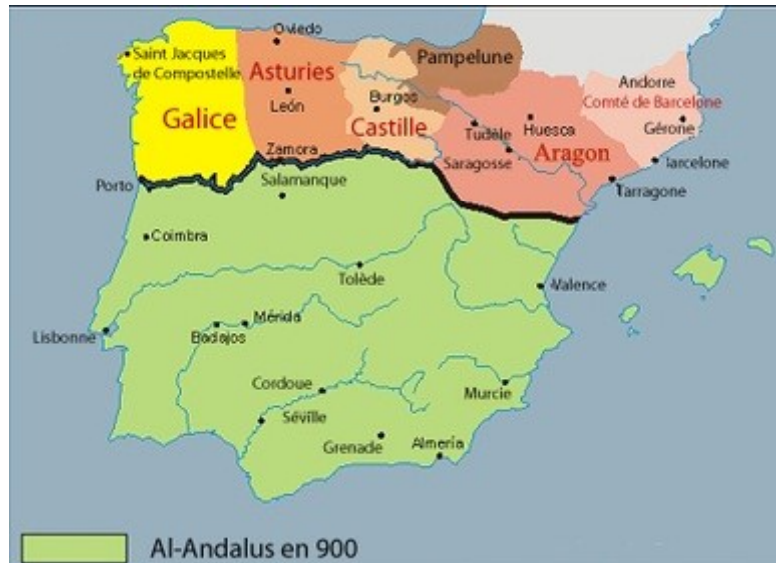 Oviedo
Saint Jacques
de Compostelle
Asturies
Pampelune
León
Burgos
Andorre
Comté de Barcelone
Galice
Castille
Tudèle
Huesca
Gérone
Zamora
Saragosse
Aragon
Barcelone
Porto
Salamanque
Tarragone
Coimbra
Tolède
Valence
Lisbonne
Badajos
Mérida
Cordoue
Murcie
Séville
Grenade
Almería
Al-Andalus en 900